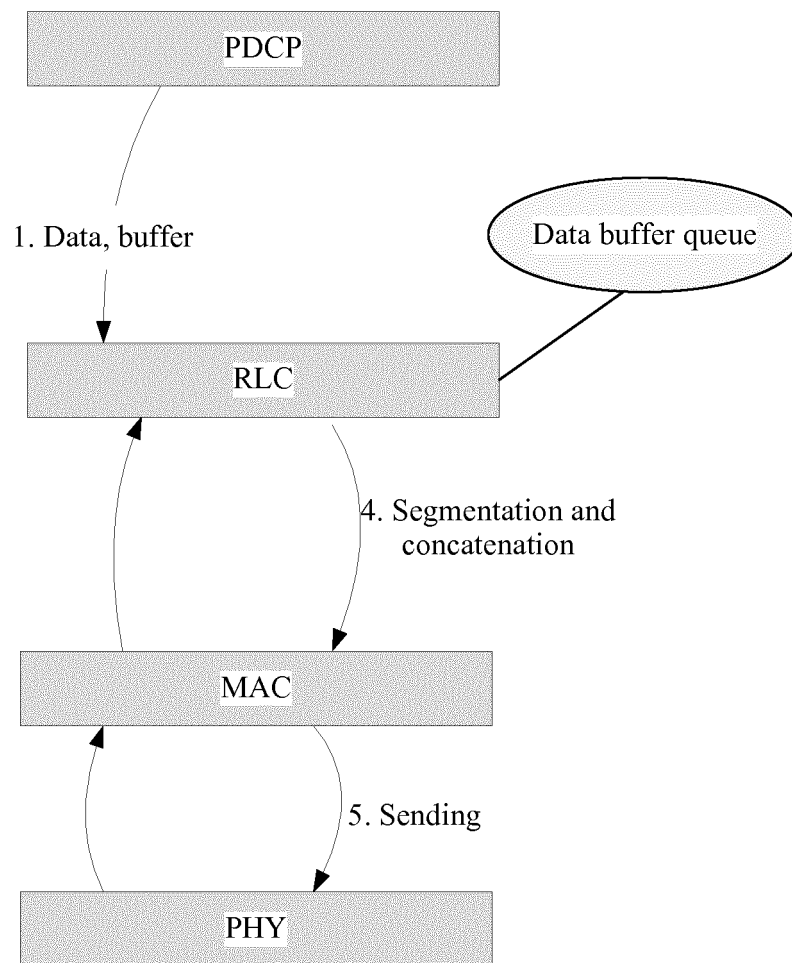 PDCP
1. Data, buffer
Data buffer queue
RLC
4. Segmentation and
concatenation
MAC
5. Sending
PHY